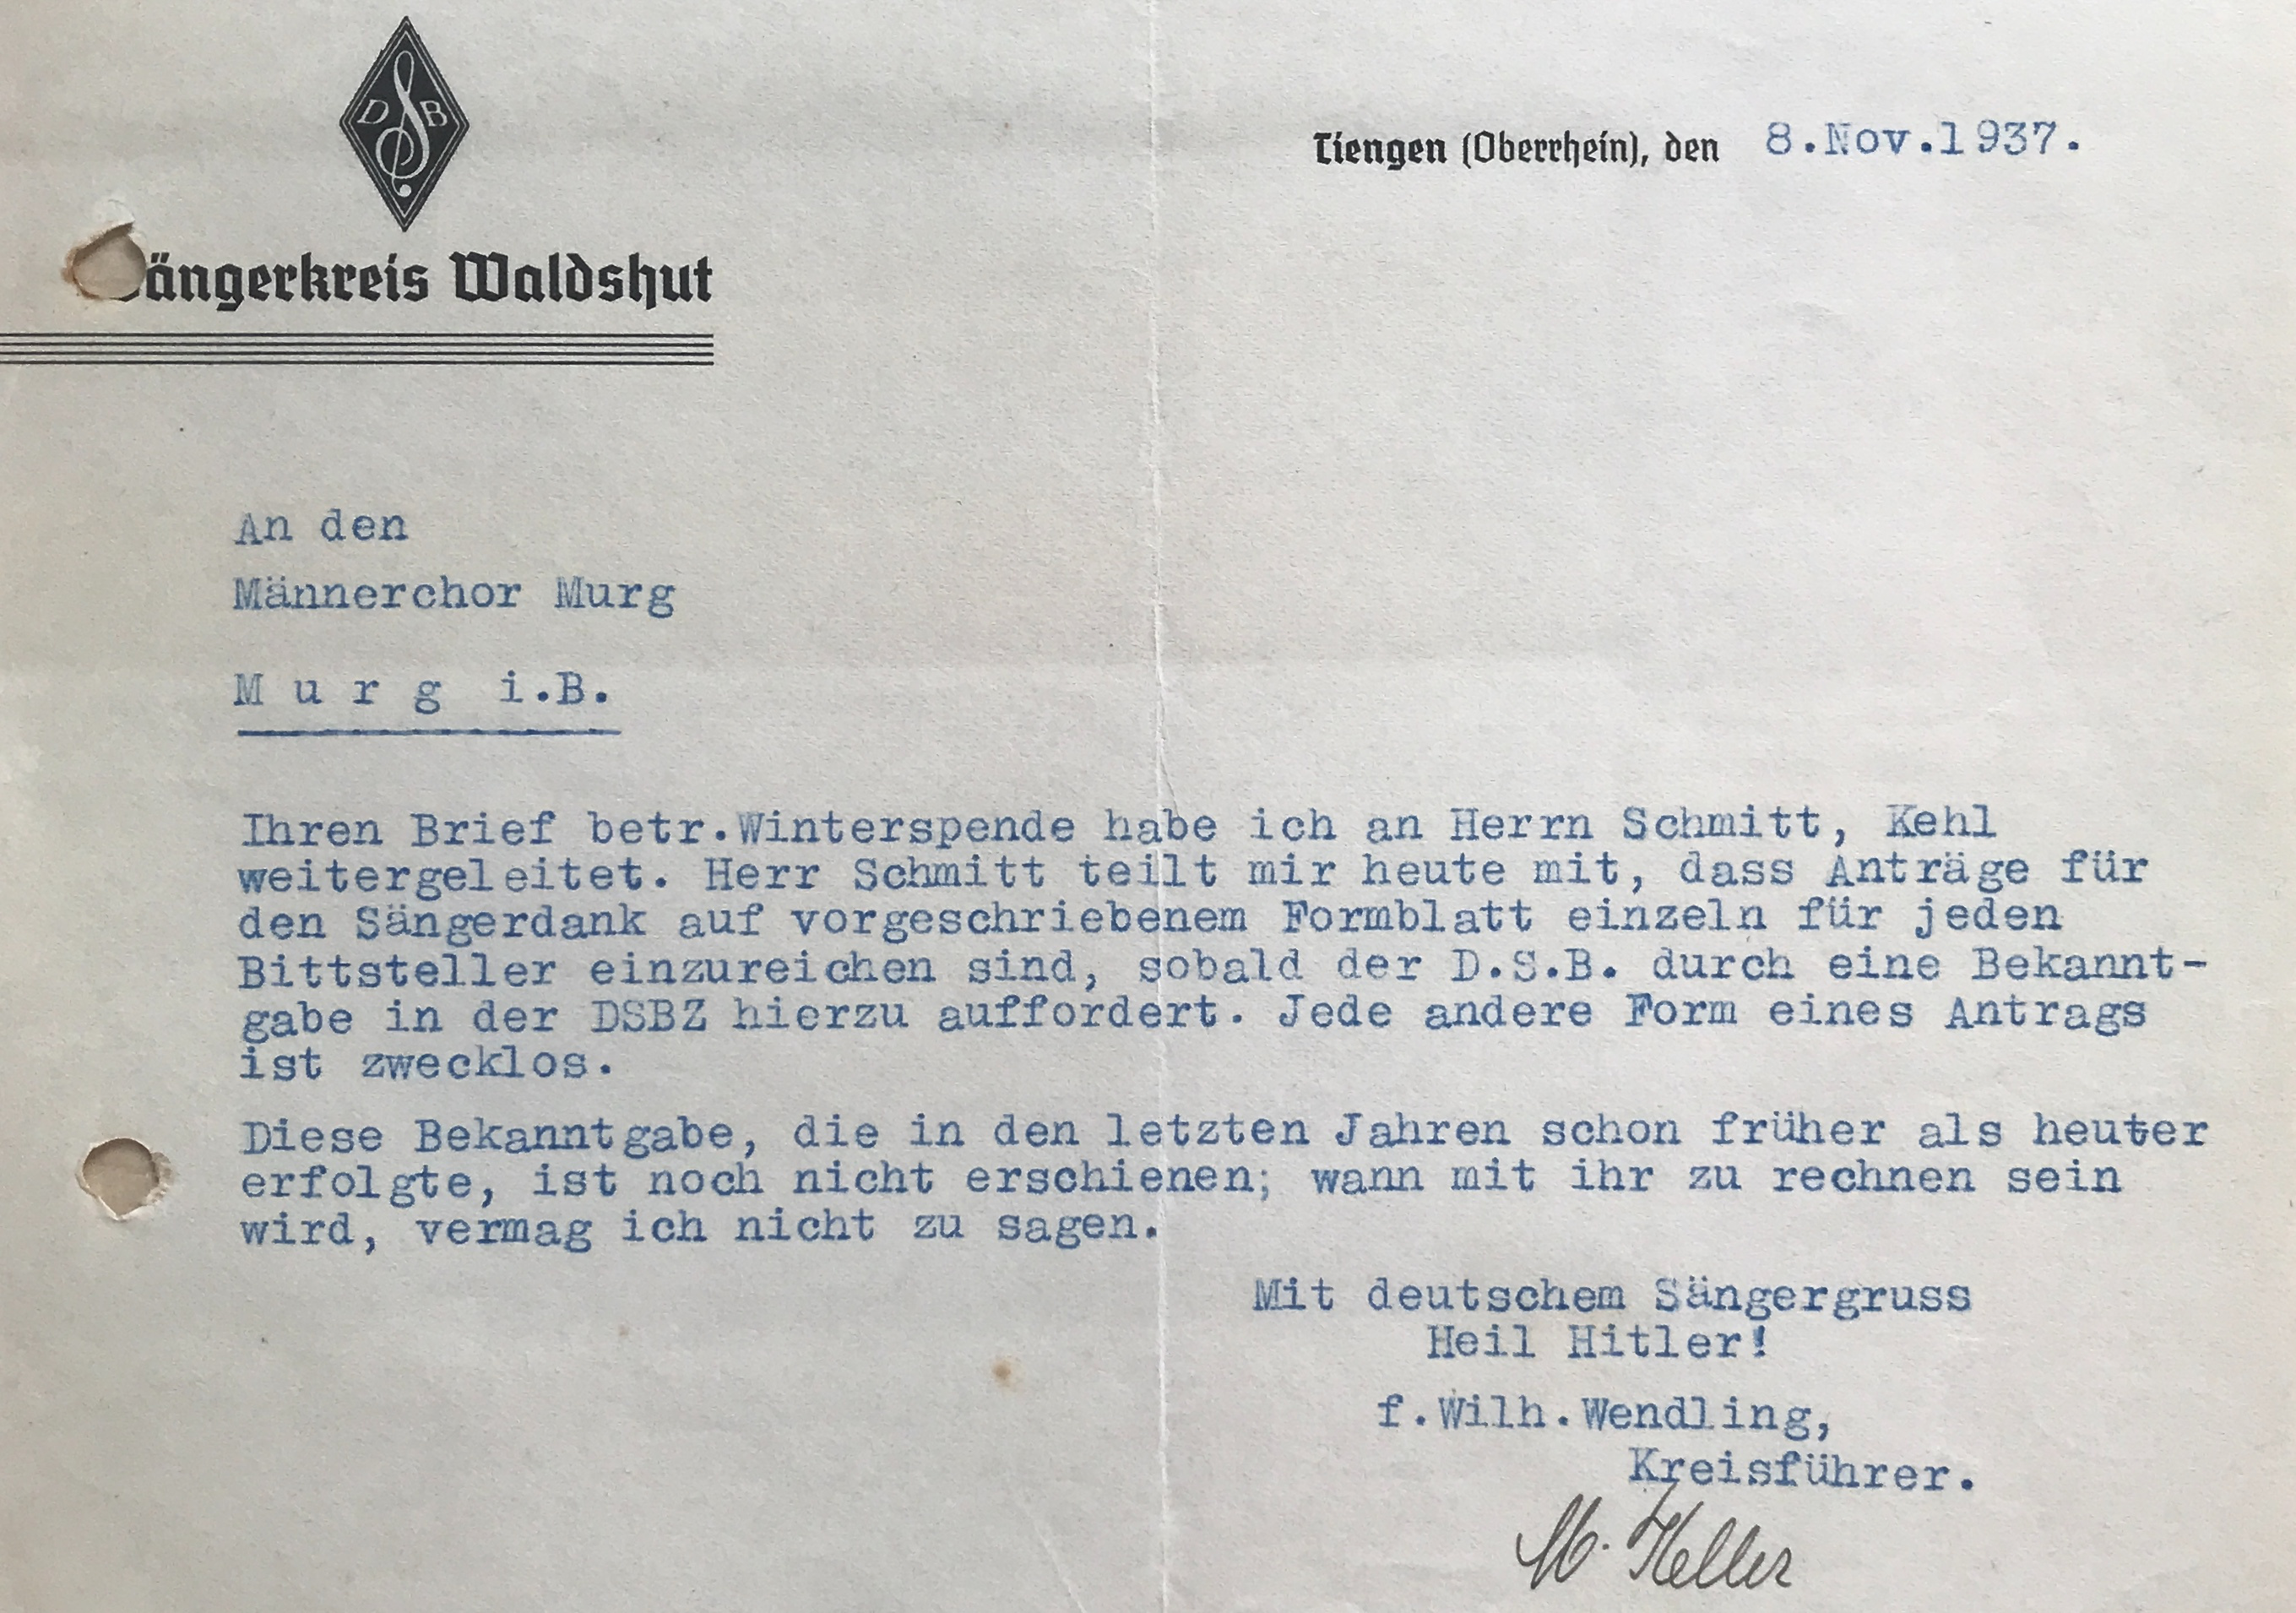 D S B
Tiengen (Oberrhein), den 8.Nov.1937.
ängerkreis Waldshut
An den
Männerchor Murg
M u r g i.B.
Ihren Brief betr.Winterspende habe ich an Herrn Schmitt, Kehl
weitergeleitet. Herr Schmitt teilt mir heute mit, dass Anträge für
den Sängerdank auf vorgeschriebenem Formblatt einzeln für jeden
Bittsteller einzureichen sind, sobald der D.S.B. durch eine Bekannt-
gabe in der DSBZ hierzu auffordert. Jede andere Form eines Antrags
ist zwecklos.
Diese Bekanntgabe, die in den letzten Jahren schon früher als heuter
erfolgte, ist noch nicht erschienen; wann mit ihr zu rechnen sein
wird, vermag ich nicht zu sagen.
Mit deutschem Sängergruss
Heil Hitler!
f.Wilh.Wendling,
Kreisführer.
Keller